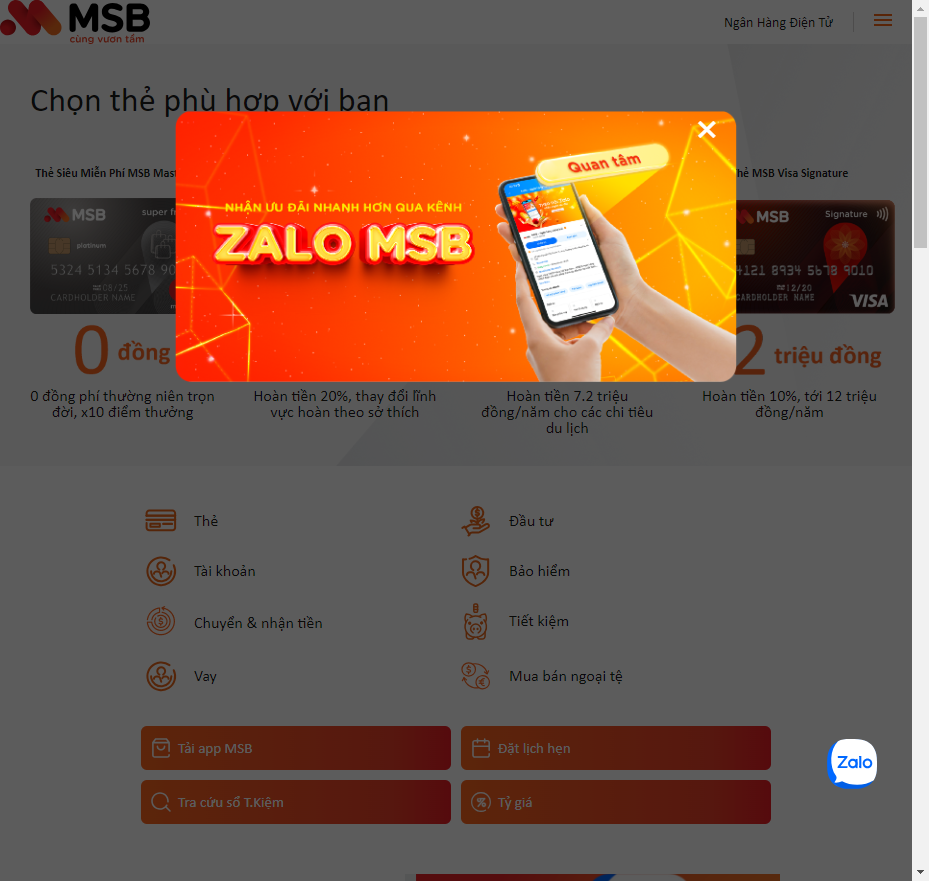 MSB
cùng vươn tầm
Ngân Hàng Điện Tử
Chọn thẻ phù hợp với bạn
Thẻ Siêu Miễn Phí MSB Mast
hẻ MSB Visa Signature
MSB
super fr
platinum
5324 5134 5678 90
08/25
CARDHOLDER NAME
MSB
Signature
4121 8934 5678 9010
12/20
CARDHOLDER NAME
VISA
Quan tâm
NHẬN ƯU ĐÃI NHANH HƠN QUA KÊNH
ZALO MSB
0 đồng
2 triệu đồng
0 đồng phí thường niên trọn
đời, x10 điểm thưởng
Hoàn tiền 20%, thay đổi lĩnh
vực hoàn theo sở thích
Hoàn tiền 7.2 triệu
đồng/năm cho các chi tiêu
du lịch
Hoàn tiền 10%, tới 12 triệu
đồng/năm
Thẻ
Đầu tư
Tài khoản
Bảo hiểm
Chuyển & nhận tiền
Tiết kiệm
Vay
Mua bán ngoại tệ
Tải app MSB
Đặt lịch hẹn
Tra cứu sổ T.Kiệm
Tỷ giá
Zalo